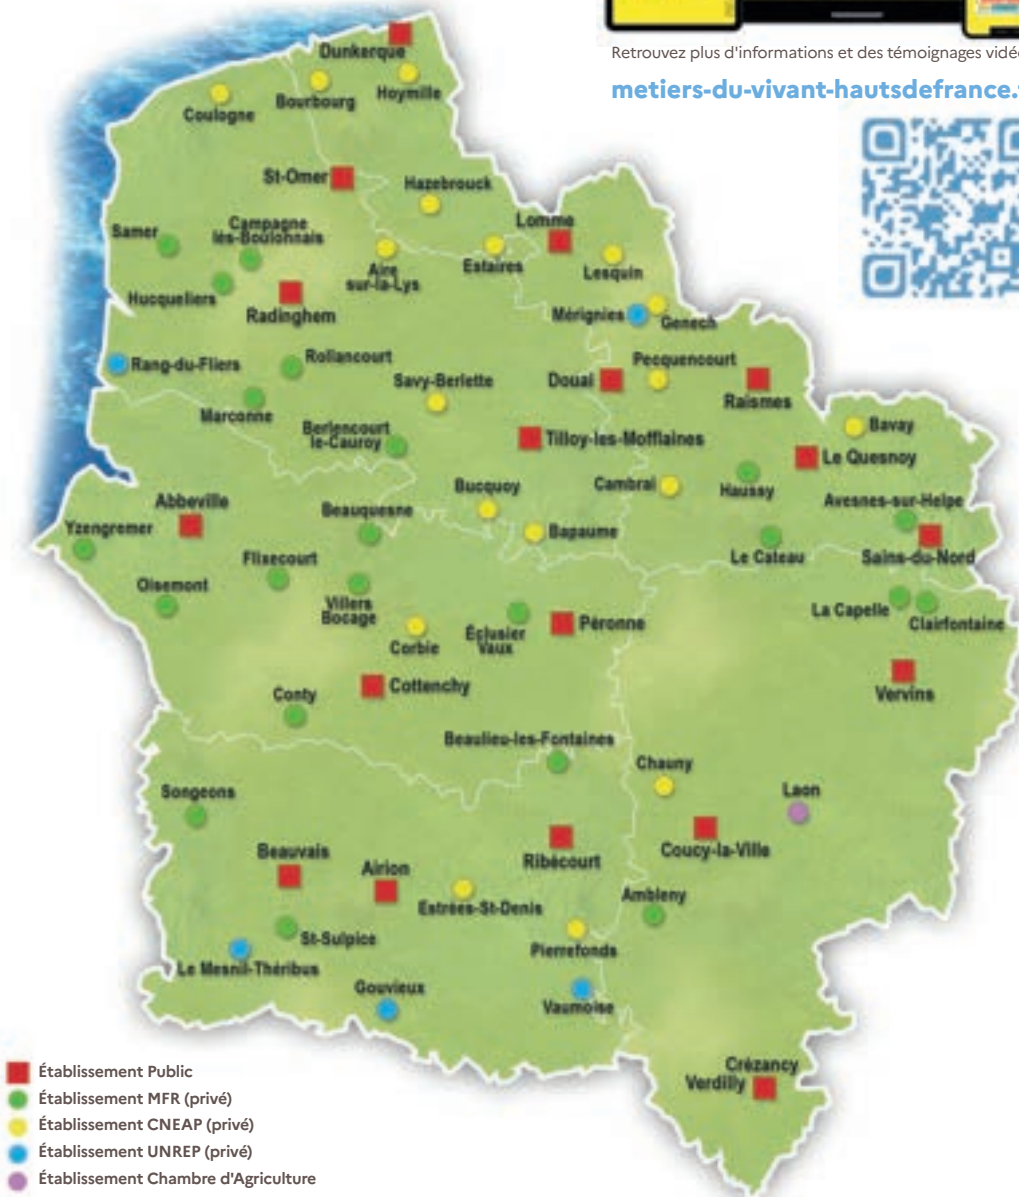 Retrouvez plus d'informations et des témoignages vidéo
metiers-du-vivant-hautsdefrance.
Dunkerque
Hoymille
Bourbourg
Coulogne
St-Omer
Hazebrouck
Lomme
Samer
Campagne
lès-Boulonnais
Aire
sur-la-Lys
Estaires
Lesquin
Hucqueliers
Radinghem
Mérignies
Genech
Rang-du-Fliers
Rollancourt
Savy-Berlette
Douai
Pecquencourt
Raismes
Marconne
Berlencourt
le-Cauroy
Tilloy-les-Mofflaines
Bavay
Le Quesnoy
Bucquoy
Cambrai
Haussy
Avesnes-sur-Helpe
Abbeville
Yzengremer
Beauquesne
Bapaume
Le Cateau
Sains-du-Nord
Flixecourt
Oisemont
Villers
Bocage
Corbie
Éclusier
Vaux
Péronne
La Capelle
Clairfontaine
Cottenchy
Vervins
Conty
Beaulieu-les-Fontaines
Chauny
Laon
Songeons
Coucy-la-Ville
Ribécourt
Beauvais
Airion
Estrées-St-Denis
Ambleny
St-Sulpice
Pierrefonds
Le Mesnil-Théribus
Gouvieux
Vaumoise
Crézancy
Verdilly
Établissement Public
Établissement MFR (privé)
Établissement CNEAP (privé)
Établissement UNREP (privé)
Établissement Chambre d'Agriculture